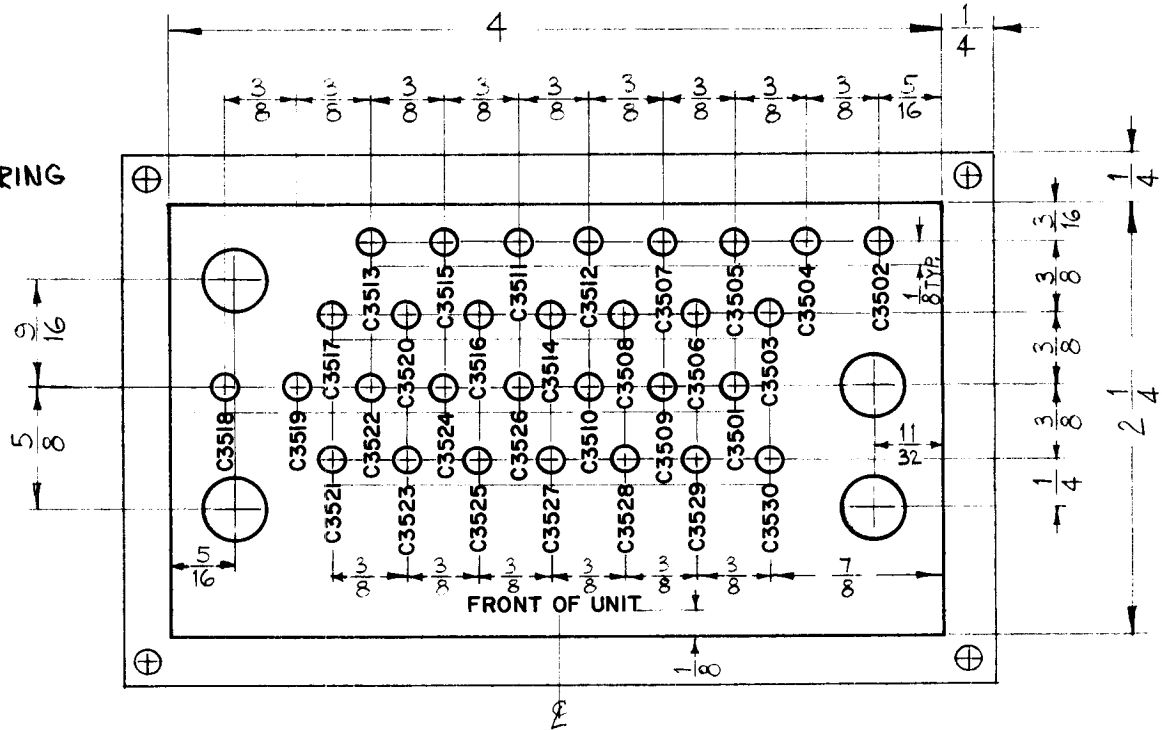 4 1/4
3/8 3/8 3/8 3/8 3/8 3/8 3/8 3/8 3/8 5/16
RING
1/4
3/16
C3513 C3515 C3511 C3512 C3507 C3505 C3504 C3502
1/8 TYP.
3/8
9/16
C3517 C3520 C3516 C3514 C3508 C3506 C3503
3/8
2 1/4
5/8
C3518 C3519 C3522 C3524 C3526 C3510 C3509 C3501
3/8
11/32
C3521 C3523 C3525 C3527 C3528 C3529 C3530
1/4
5/16
3/8 3/8 3/8 3/8 3/8 3/8 7/8
FRONT OF UNIT
1/8
℄